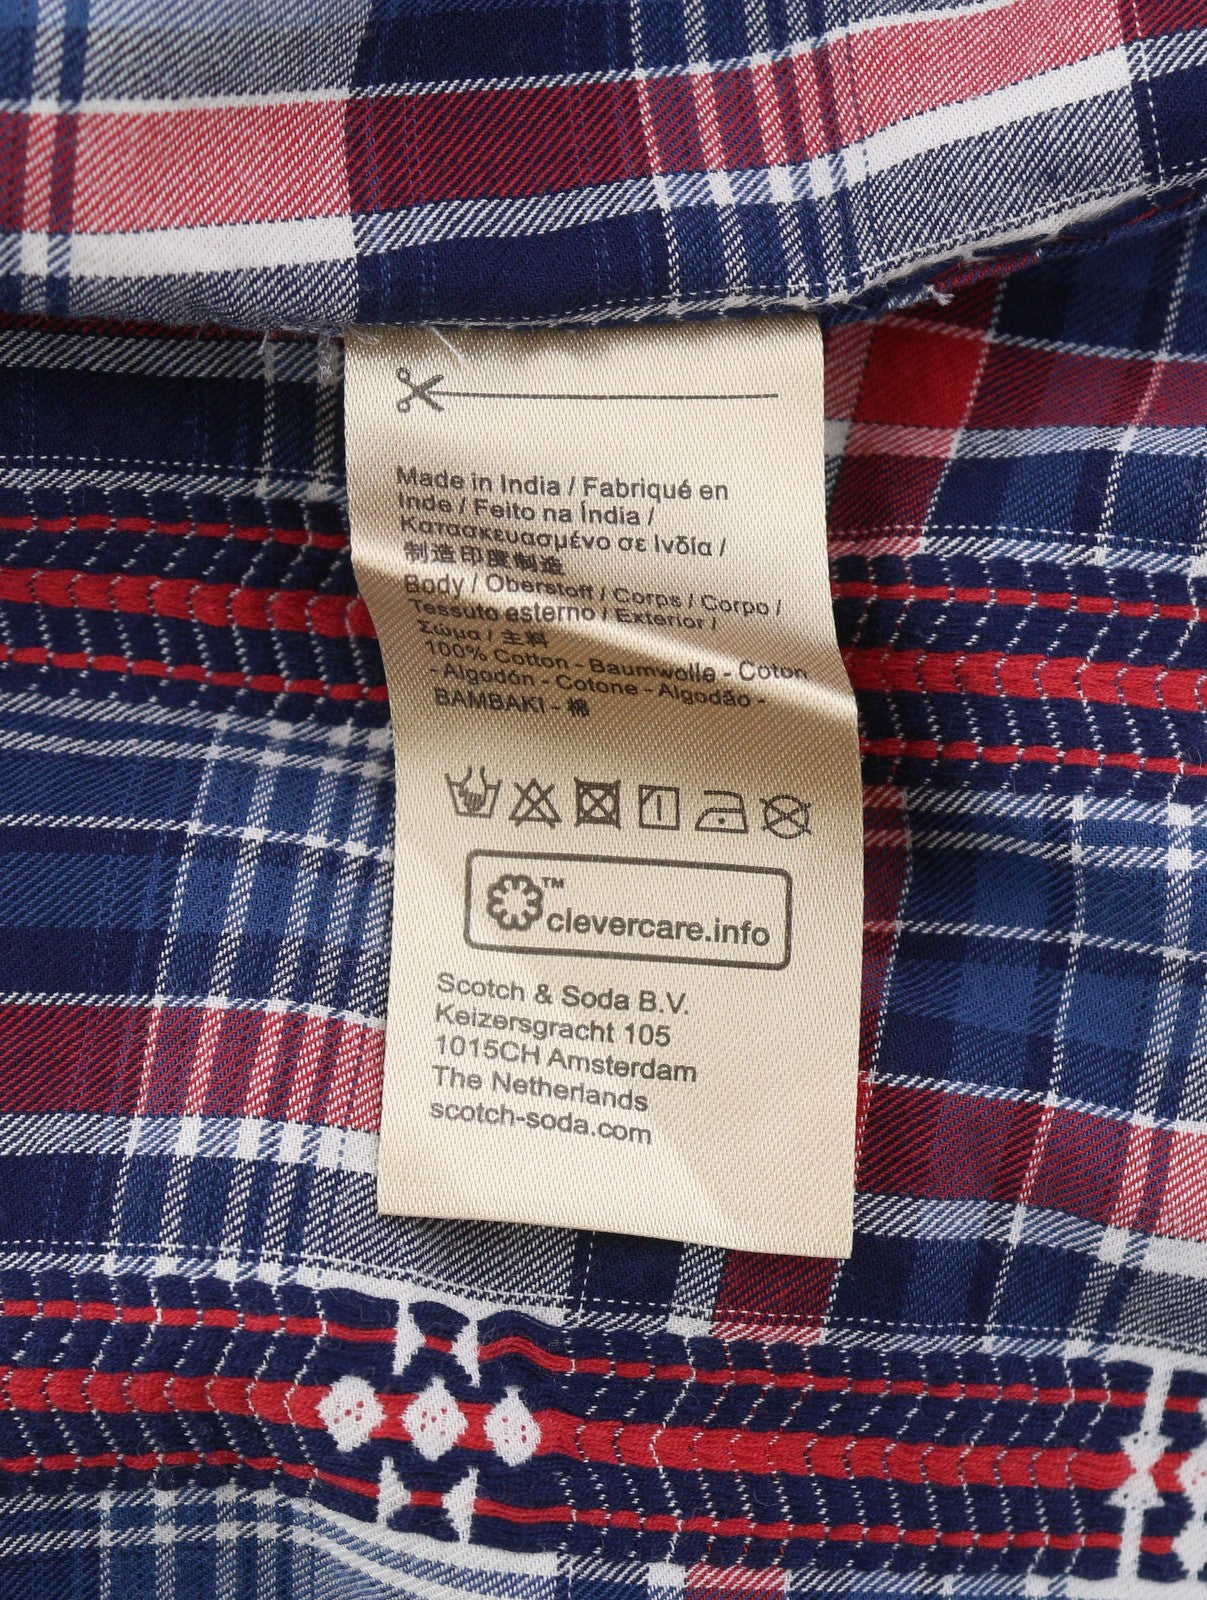 Made in India / Fabriqué en
Inde / Feito na Índia /
Κατασκευασμένο σε Ινδία /
制造印度製造
Body / Oberstoff / Corps / Corpo /
Tessuto esterno / Exterior /
Σώμα / 主料
100% Cotton - Baumwolle - Coton
- Algodón - Cotone - Algodão -
BAMBAKI - 棉
™
clevercare.info
Scotch & Soda B.V.
Keizersgracht 105
1015CH Amsterdam
The Netherlands
scotch-soda.com